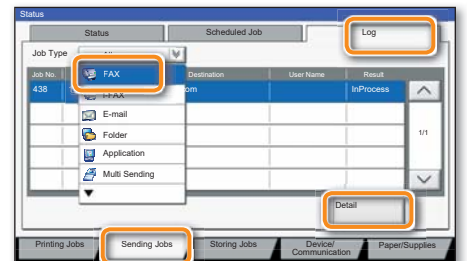 Status
Status Scheduled Job Log
Job Type
Job No. Destination User Name Result
438 FAX om InProcess
i-FAX
E-mail
1/1
Folder
Application
Multi Sending
Detail
Printing Jobs Sending Jobs Storing Jobs Device/
Communication Paper/Supplies